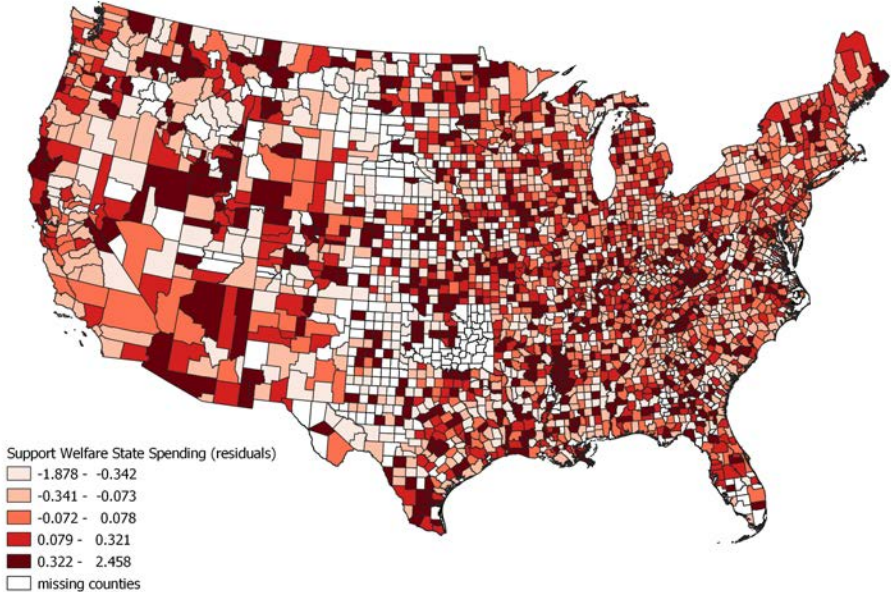 Support Welfare State Spending (residuals)
-1.878 - -0.342
-0.341 - -0.073
-0.072 - 0.078
0.079 - 0.321
0.322 - 2.458
missing counties